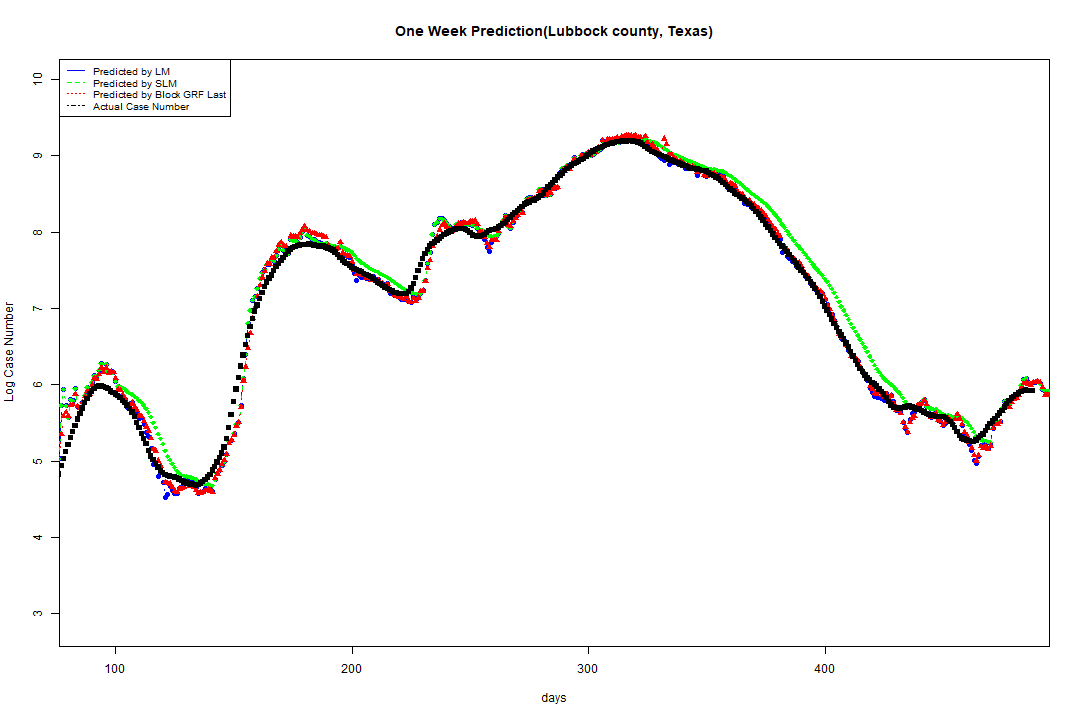 One Week Prediction(Lubbock county, Texas)
Predicted by LM
Predicted by SLM
Predicted by Block GRF Last
Actual Case Number
Log Case Number
10
9
8
7
6
5
4
3
100
200
300
400
days